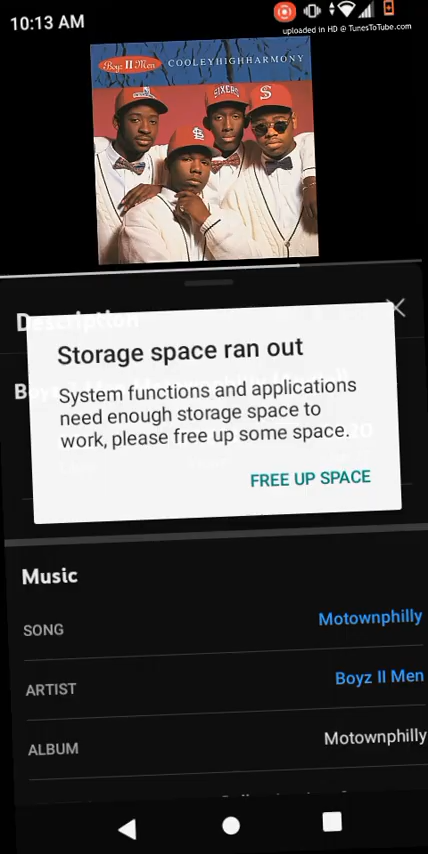 10:13 AM
uploaded in HD @ TunesToTube.com
Boyz II Men COOLEYHIGHHARMONY
SIXERS
S
Description
Storage space ran out
System functions and applications
need enough storage space to
work, please free up some space.
FREE UP SPACE
Music
SONG Motownphilly
ARTIST Boyz II Men
ALBUM Motownphilly